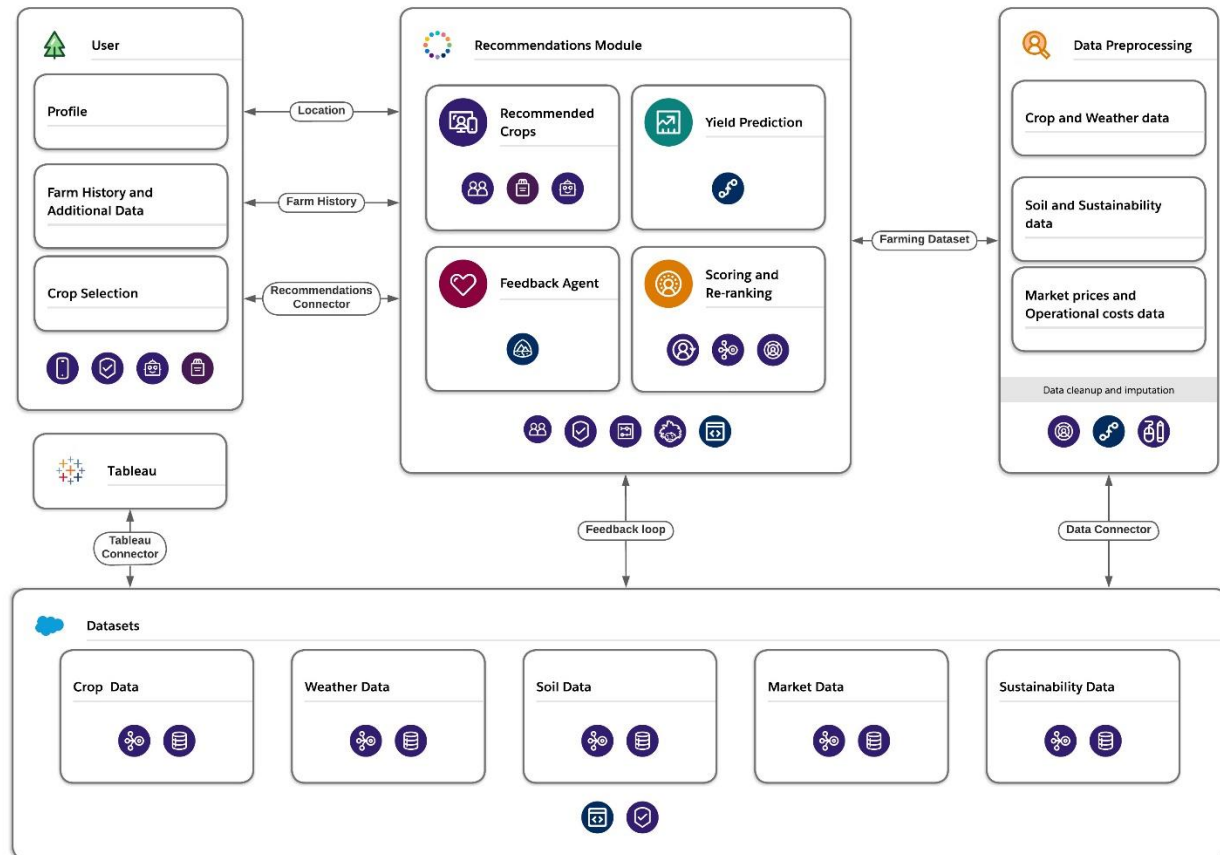 User
Profile
Farm History and
Additional Data
Crop Selection
Location
Farm History
Recommendations
Connector
Recommendations Module
Recommended
Crops
Yield Prediction
Feedback Agent
Scoring and
Re-ranking
Farming Dataset
Data Preprocessing
Crop and Weather data
Soil and Sustainability
data
Market prices and
Operational costs data
Data cleanup and imputation
Tableau
Tableau
Connector
Feedback loop
Data Connector
Datasets
Crop Data
Weather Data
Soil Data
Market Data
Sustainability Data